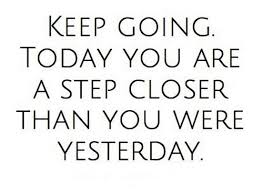 KEEP GOING.
TODAY YOU ARE
A STEP CLOSER
THAN YOU WERE
YESTERDAY.